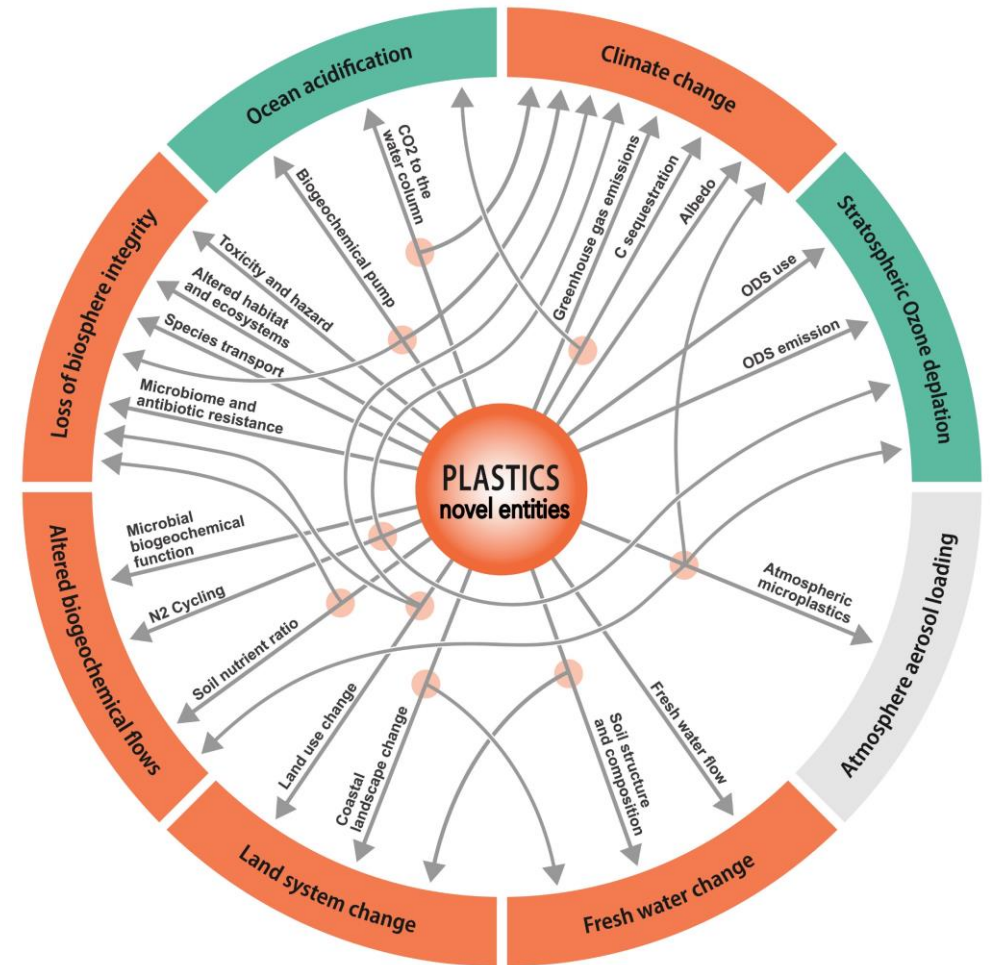 Ocean acidification
Climate change
Stratospheric Ozone deplation
Atmosphere aerosol loading
Fresh water change
Land system change
Altered biogeochemical flows
Loss of biosphere integrity
PLASTICS
novel entities
CO2 to the
water column
Biogeochemical pump
Toxicity and hazard
Altered habitat
and ecosystems
Species transport
Microbiome and
antibiotic resistance
Microbial
biogeochemical
function
N2 Cycling
Soil nutrient ratio
Land use change
Coastal
landscape change
Soil structure
and composition
Fresh water flow
Atmospheric
microplastics
ODS emission
ODS use
Albedo
C sequestration
Greenhouse gas emissions